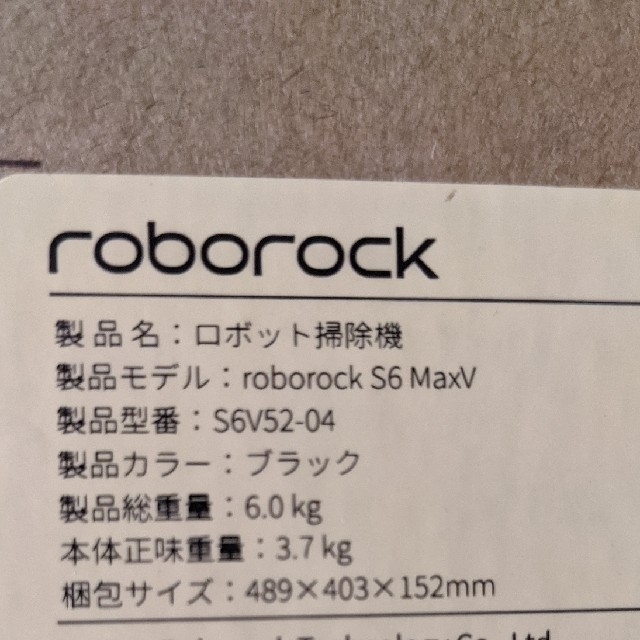 roborock
製品名：ロボット掃除機
製品モデル：roborock S6 MaxV
製品型番：S6V52-04
製品カラー：ブラック
製品総重量：6.0 kg
本体正味重量：3.7 kg
梱包サイズ：489×403×152mm
Technology Co., Ltd.